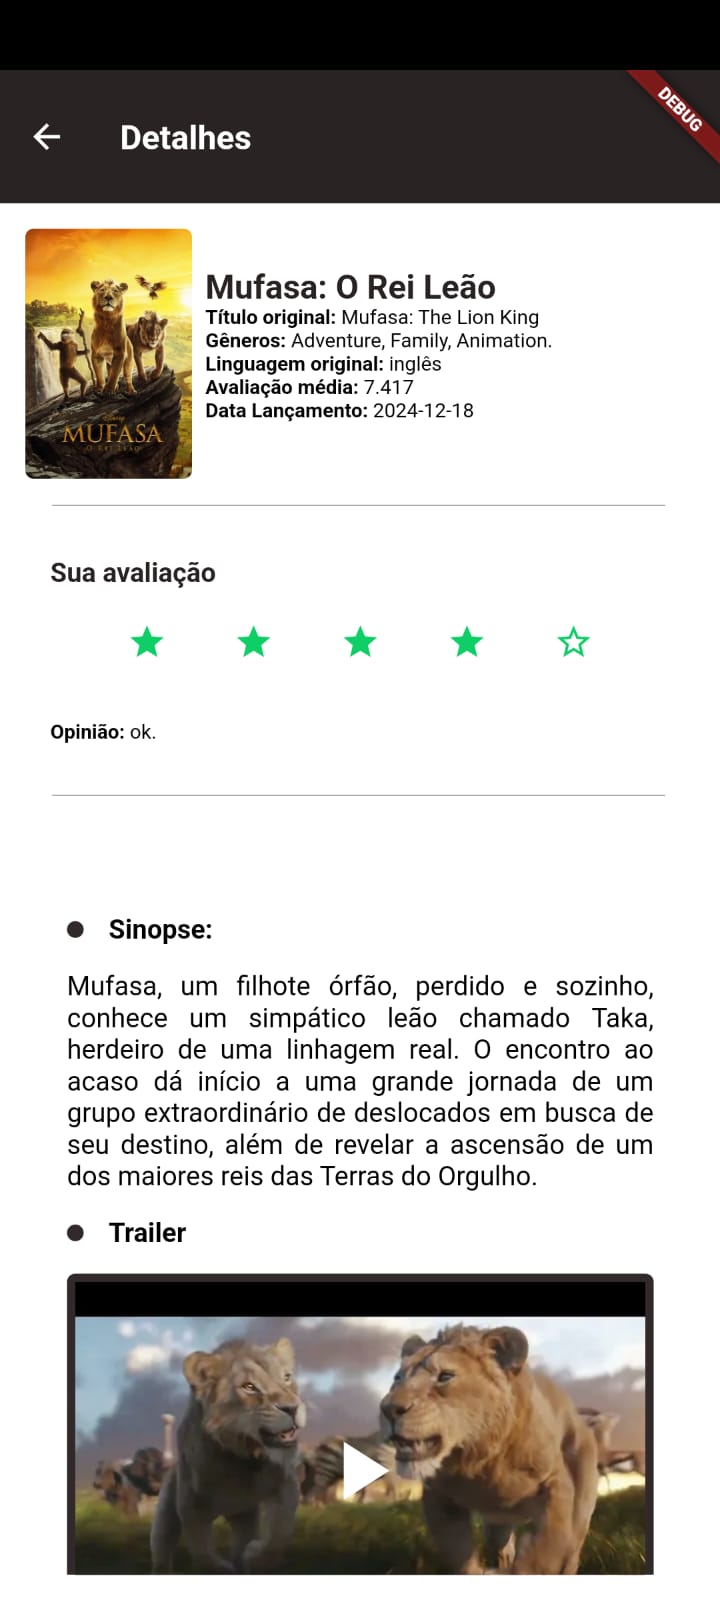 DEBUG
Detalhes
Disney
MUFASA
O REI LEÃO
Mufasa: O Rei Leão
Título original: Mufasa: The Lion King
Gêneros: Adventure, Family, Animation.
Linguagem original: inglês
Avaliação média: 7.417
Data Lançamento: 2024-12-18
Sua avaliação
Opinião: ok.
Sinopse:
Mufasa, um filhote órfão, perdido e sozinho,
conhece um simpático leão chamado Taka,
herdeiro de uma linhagem real. O encontro ao
acaso dá início a uma grande jornada de um
grupo extraordinário de deslocados em busca de
seu destino, além de revelar a ascensão de um
dos maiores reis das Terras do Orgulho.
Trailer